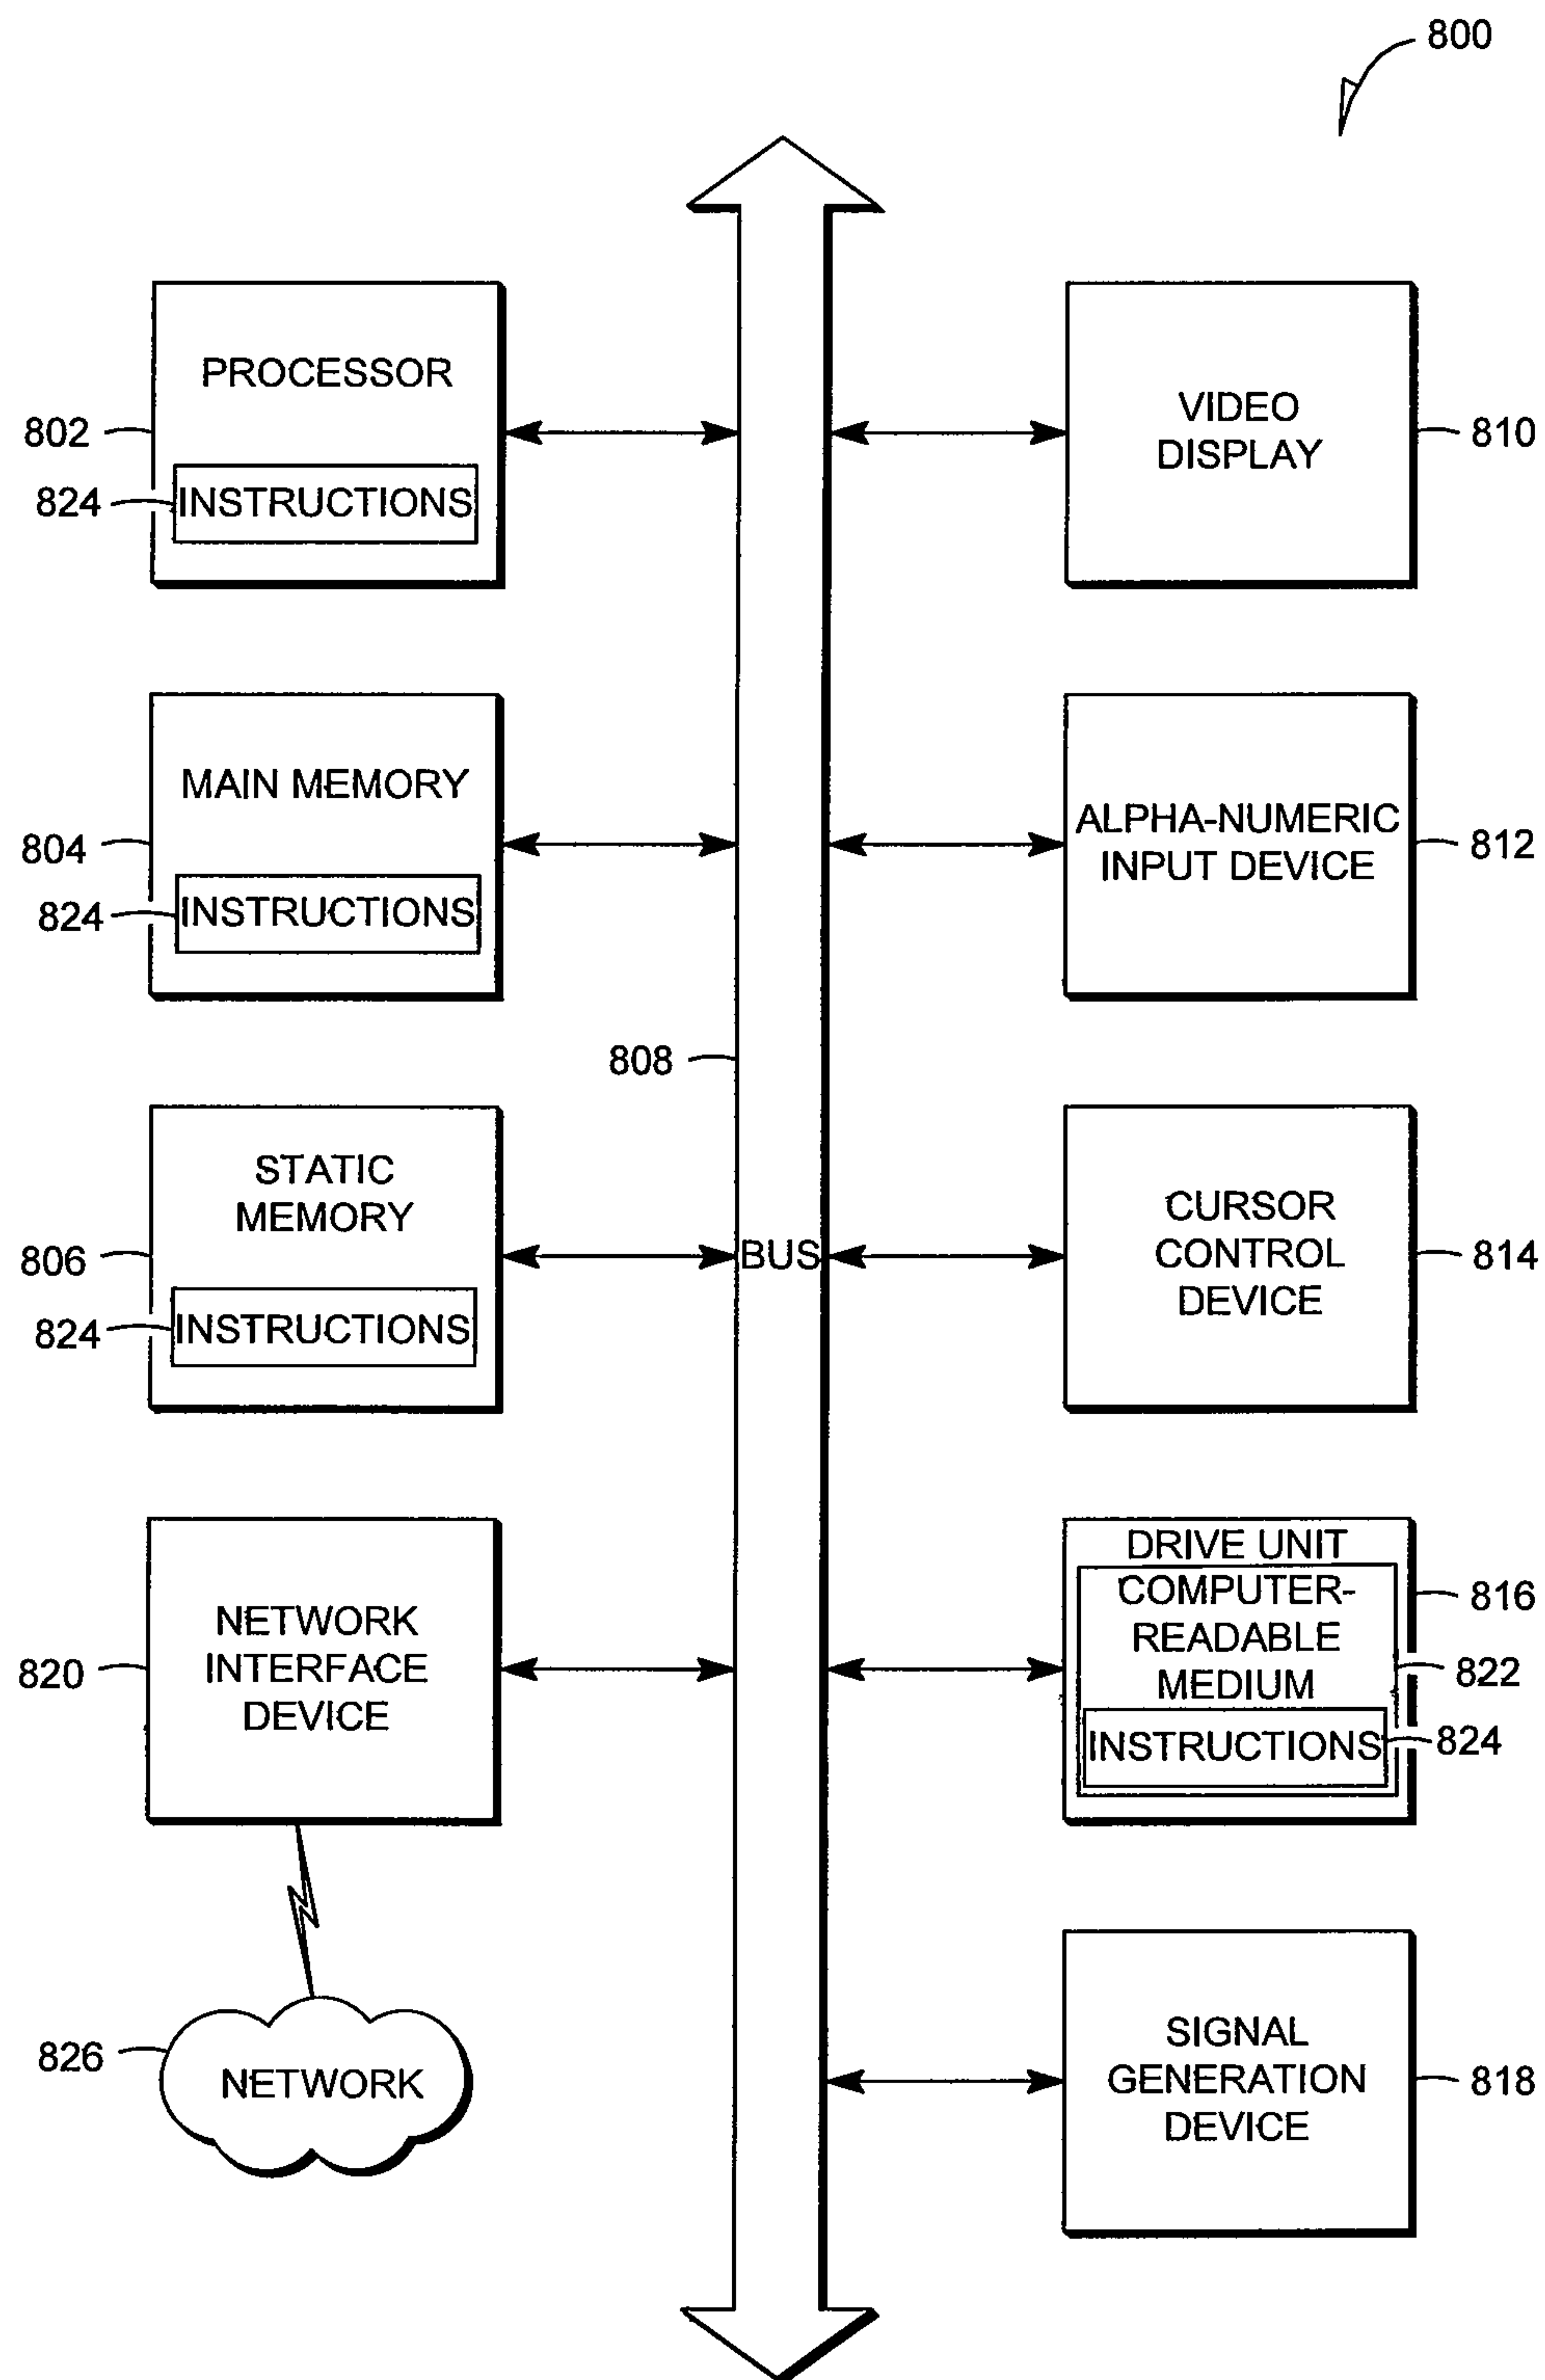 800
PROCESSOR
802
824
INSTRUCTIONS
VIDEO
DISPLAY
810
MAIN MEMORY
804
824
INSTRUCTIONS
ALPHA-NUMERIC
INPUT DEVICE
812
808
STATIC
MEMORY
806
824
INSTRUCTIONS
BUS
CURSOR
CONTROL
DEVICE
814
NETWORK
INTERFACE
DEVICE
820
DRIVE UNIT
COMPUTER-
READABLE
MEDIUM
INSTRUCTIONS
816
822
824
826
NETWORK
SIGNAL
GENERATION
DEVICE
818